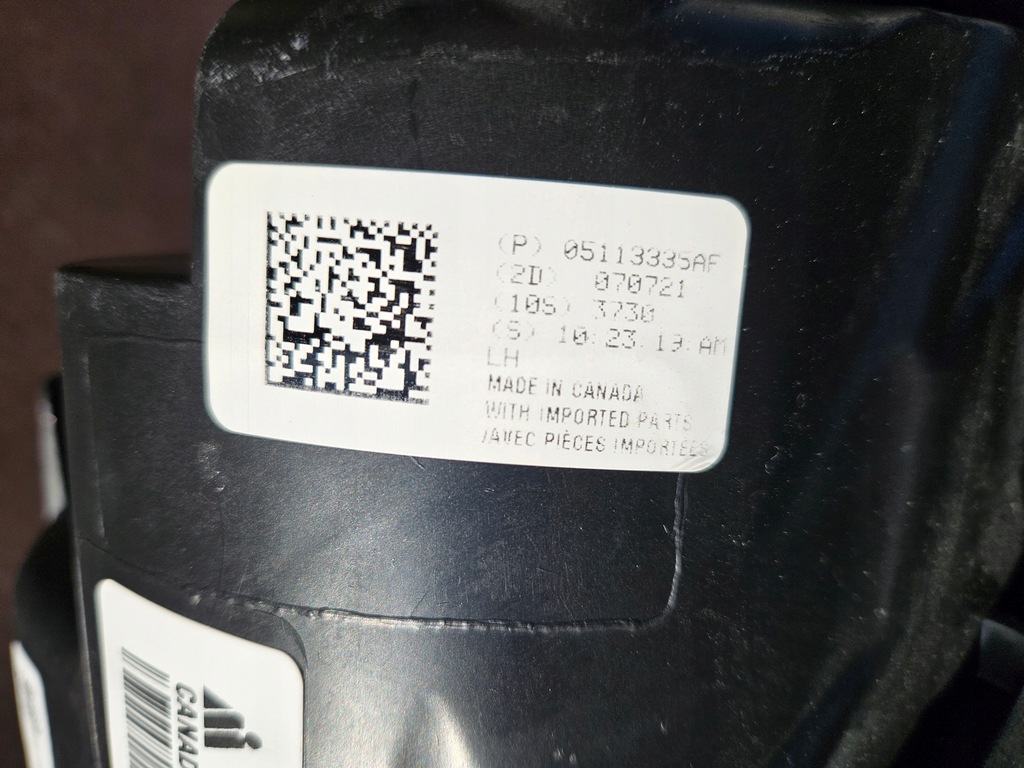 (P) 05113335AF
(2D) 070721
(10S) 3730
(S) 10:23:19:AM
LH
MADE IN CANADA
WITH IMPORTED PARTS
/AVEC PIÈCES IMPORTÉES
CANAD